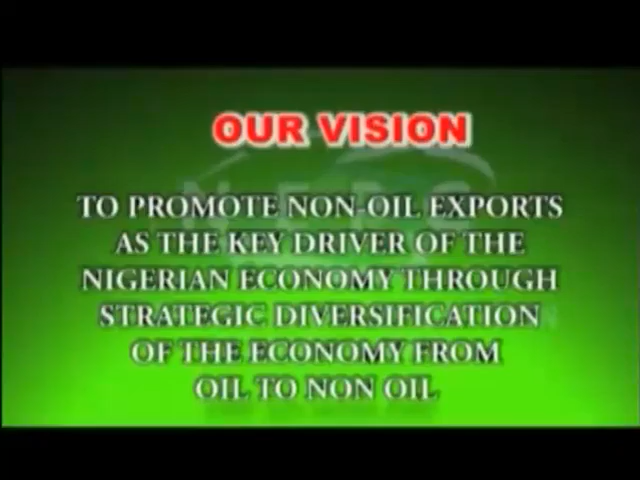 OUR VISION
TO PROMOTE NON-OIL EXPORTS
AS THE KEY DRIVER OF THE
NIGERIAN ECONOMY THROUGH
STRATEGIC DIVERSIFICATION
OF THE ECONOMY FROM
OIL TO NON OIL